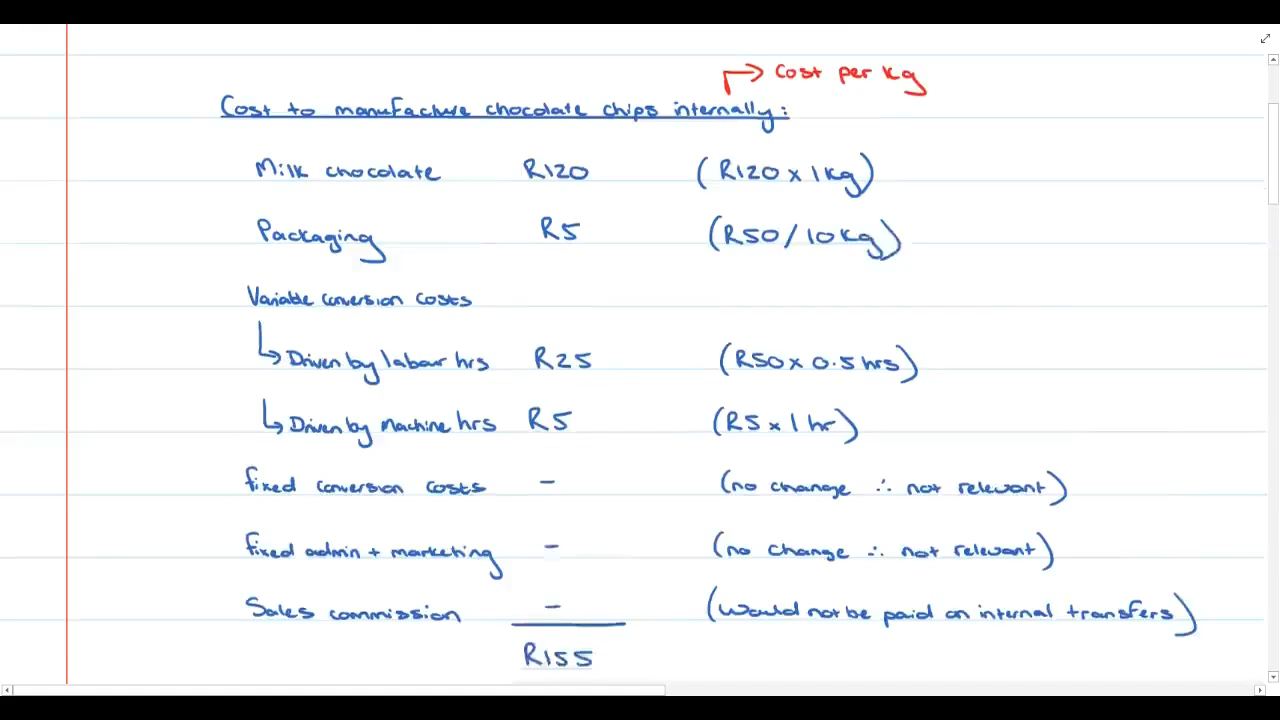 Cost per kg
Cost to manufacture chocolate chips internally:
Milk chocolate R120 (R120 x 1kg)
Packaging R5 (R50/10kg)
Variable conversion costs
Driven by labour hrs R25 (R50 x 0.5 hrs)
Driven by Machine hrs R5 (R5 x 1 hr)
fixed conversion costs - (no change ∴ not relevant)
fixed admin + marketing - (no change ∴ not relevant)
Sales commission - (would not be paid on internal transfers)
R155